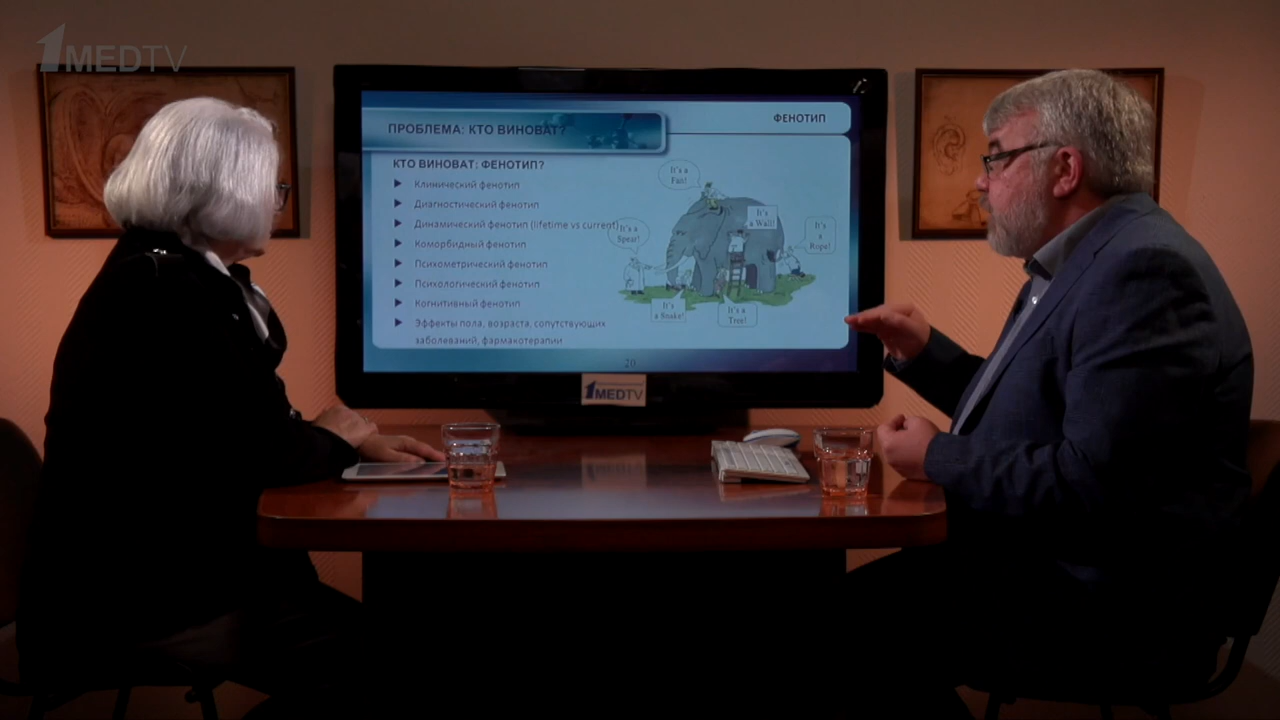 1MEDTV
ФЕНОТИП
ПРОБЛЕМА: КТО ВИНОВАТ?
КТО ВИНОВАТ: ФЕНОТИП?
Клинический фенотип
Диагностический фенотип
Динамический фенотип (lifetime vs current)
Коморбидный фенотип
Психометрический фенотип
Психологический фенотип
Когнитивный фенотип
Эффекты пола, возраста, сопутствующих
заболеваний, фармакотерапии
It's a
Fan!
It's
a Wall!
It's a
Spear!
It's
a
Rope!
It's
a Snake!
It's a
Tree!
20
1MEDTV